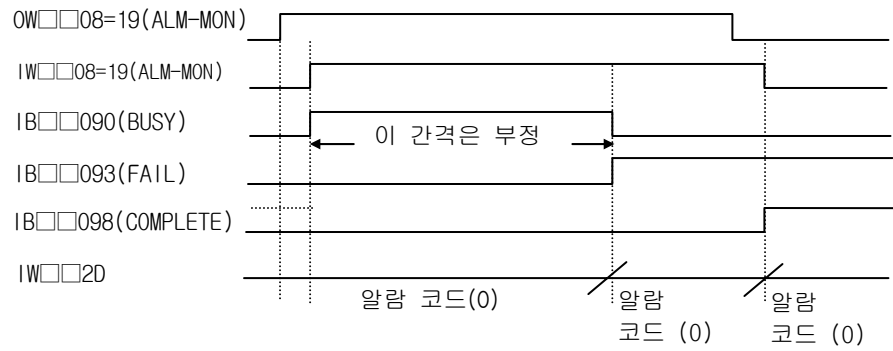 OW□□08=19(ALM-MON)
IW□□08=19(ALM-MON)
IB□□090(BUSY)
이 간격은 부정
IB□□093(FAIL)
IB□□098(COMPLETE)
IW□□2D
알람 코드(0)
알람
코드 (0)
알람
코드 (0)